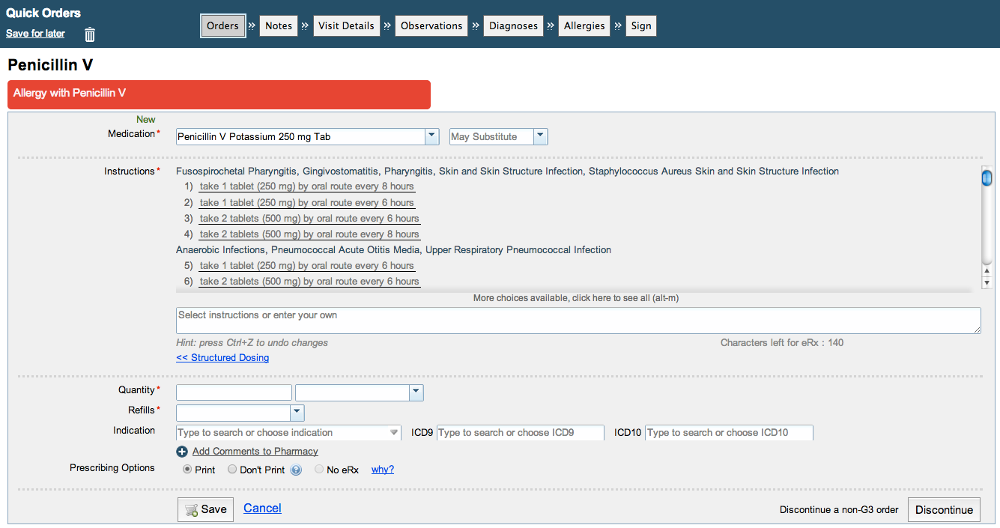 Quick Orders
Save for later
Orders » Notes » Visit Details » Observations » Diagnoses » Allergies » Sign
Penicillin V
Allergy with Penicillin V
New
Medication* Penicillin V Potassium 250 mg Tab May Substitute
Instructions* Fusospirochetal Pharyngitis, Gingivostomatitis, Pharyngitis, Skin and Skin Structure Infection, Staphylococcus Aureus Skin and Skin Structure Infection
1) take 1 tablet (250 mg) by oral route every 8 hours
2) take 1 tablet (250 mg) by oral route every 6 hours
3) take 2 tablets (500 mg) by oral route every 6 hours
4) take 2 tablets (500 mg) by oral route every 8 hours
Anaerobic Infections, Pneumococcal Acute Otitis Media, Upper Respiratory Pneumococcal Infection
5) take 1 tablet (250 mg) by oral route every 6 hours
6) take 2 tablets (500 mg) by oral route every 6 hours
More choices available, click here to see all (alt-m)
Select instructions or enter your own
Hint: press Ctrl+Z to undo changes Characters left for eRx : 140
<< Structured Dosing
Quantity*
Refills*
Indication Type to search or choose indication ICD9 Type to search or choose ICD9 ICD10 Type to search or choose ICD10
Add Comments to Pharmacy
Prescribing Options Print Don't Print ? No eRx why?
Save Cancel Discontinue a non-G3 order Discontinue